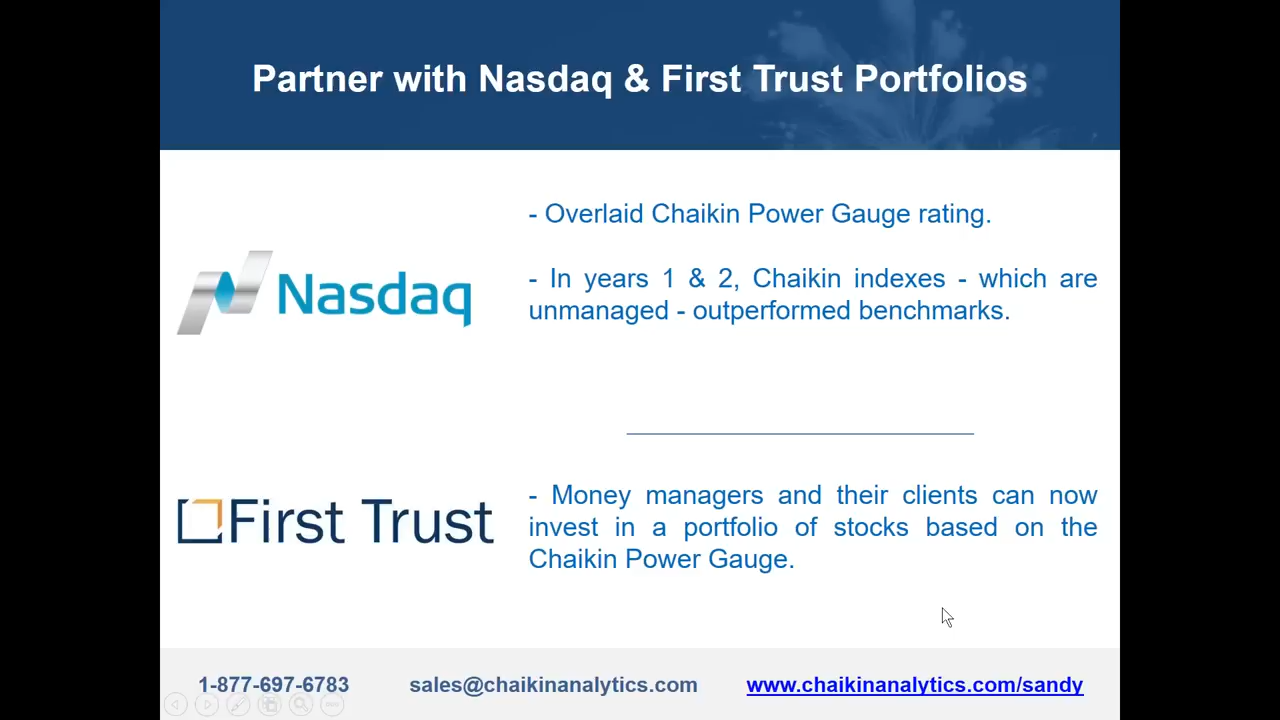 Partner with Nasdaq & First Trust Portfolios
- Overlaid Chaikin Power Gauge rating.
- In years 1 & 2, Chaikin indexes - which are
unmanaged - outperformed benchmarks.
Nasdaq
- Money managers and their clients can now
invest in a portfolio of stocks based on the
Chaikin Power Gauge.
First Trust
1-877-697-6783
sales@chaikinanalytics.com
www.chaikinanalytics.com/sandy